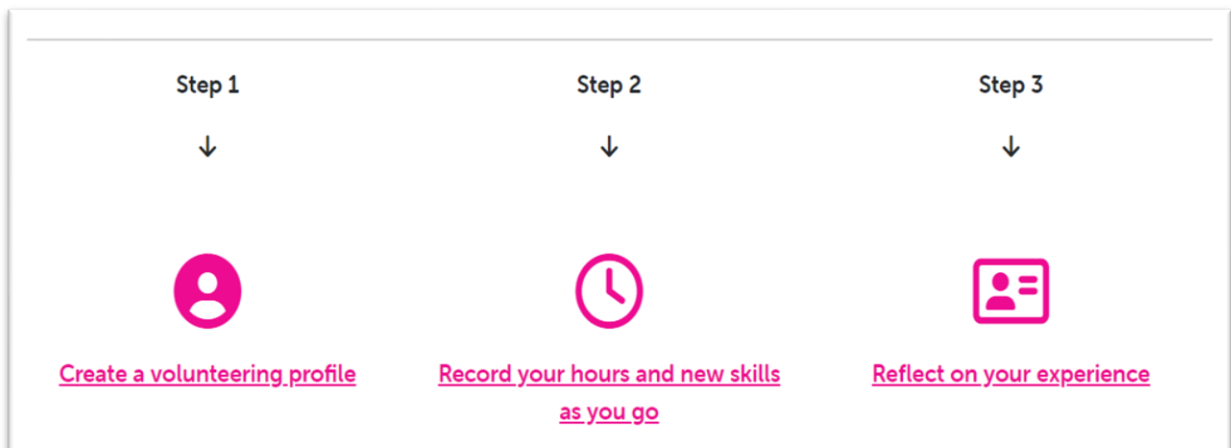 Step 1
Step 2
Step 3
Create a volunteering profile
Record your hours and new skills
as you go
Reflect on your experience